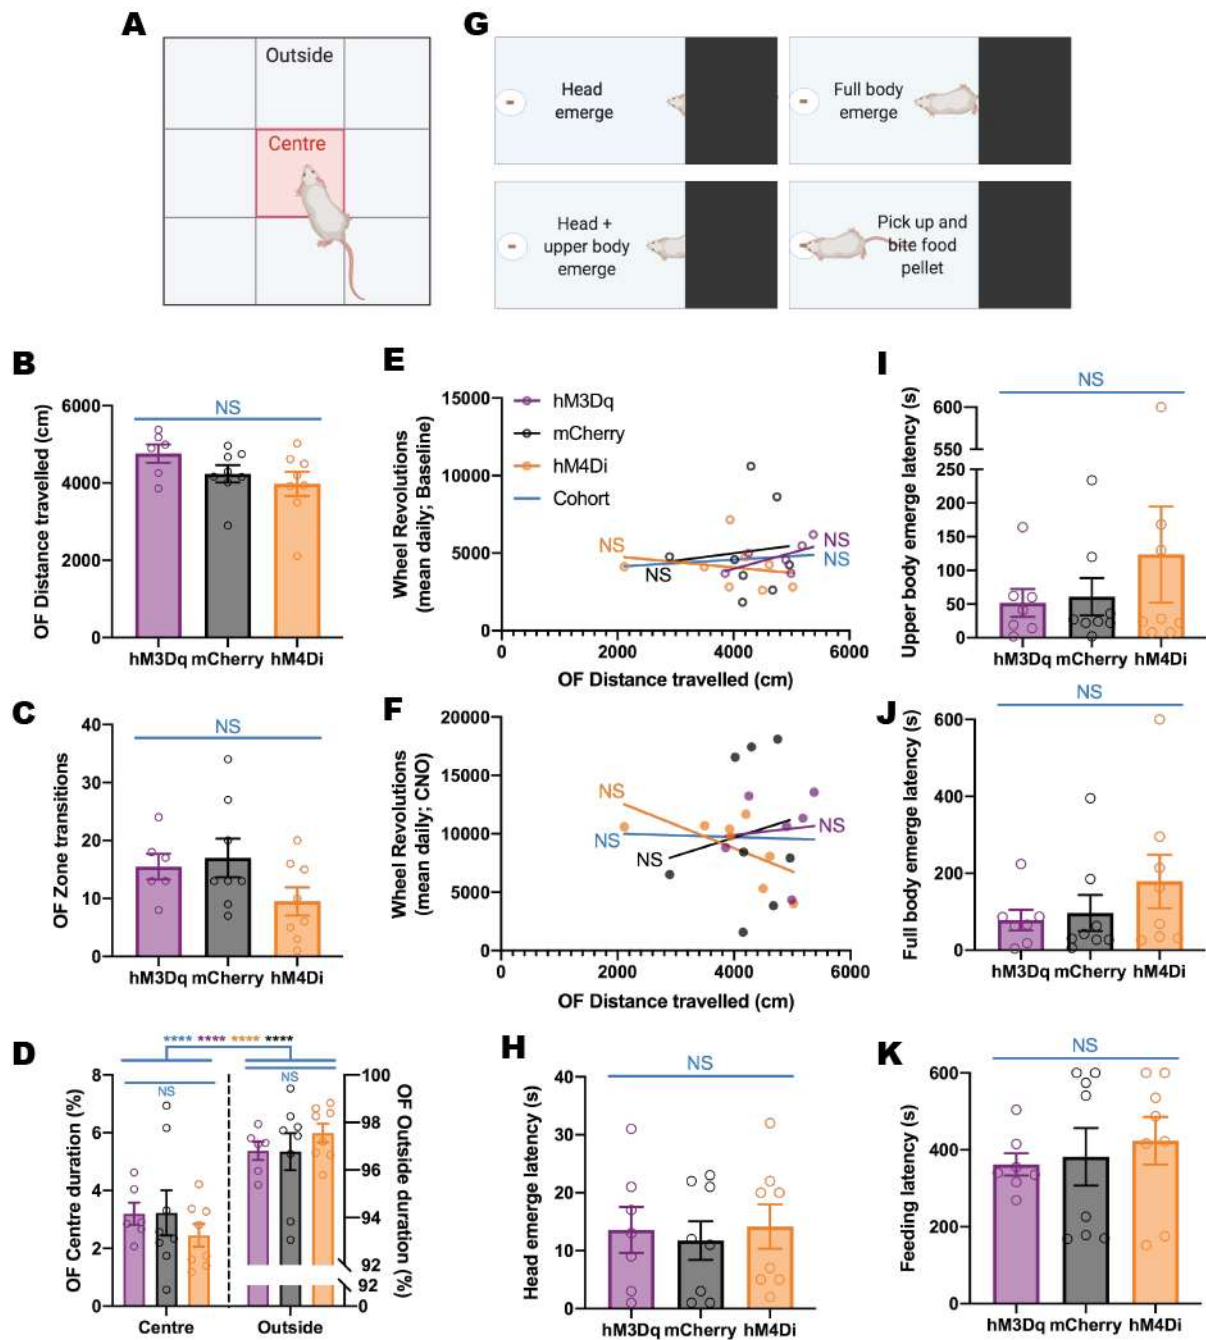 A
Outside
Centre
G
Head
emerge
Full body
emerge
Head +
upper body
emerge
Pick up and
bite food
pellet
B
OF Distance travelled (cm)
6000
4000
2000
0
NS
hM3Dq mCherry hM4Di
E
Wheel Revolutions
(mean daily; Baseline)
15000
10000
5000
0
hM3Dq
mCherry
hM4Di
Cohort
NS
NS
NS
NS
0 2000 4000 6000
OF Distance travelled (cm)
I
Upper body emerge latency (s)
NS
600
550
250
200
150
100
50
0
hM3Dq mCherry hM4Di
C
OF Zone transitions
40
30
20
10
0
NS
hM3Dq mCherry hM4Di
F
Wheel Revolutions
(mean daily; CNO)
20000
15000
10000
5000
0
NS
NS
NS
NS
0 2000 4000 6000
OF Distance travelled (cm)
J
Full body emerge latency (s)
NS
600
400
200
0
hM3Dq mCherry hM4Di
D
OF Centre duration (%)
**** **** **** ****
8
6
4
2
0
NS
NS
100
98
96
94
92
92
0
OF Outside duration (%)
Centre Outside
H
Head emerge latency (s)
NS
40
30
20
10
0
hM3Dq mCherry hM4Di
K
Feeding latency (s)
NS
600
400
200
0
hM3Dq mCherry hM4Di